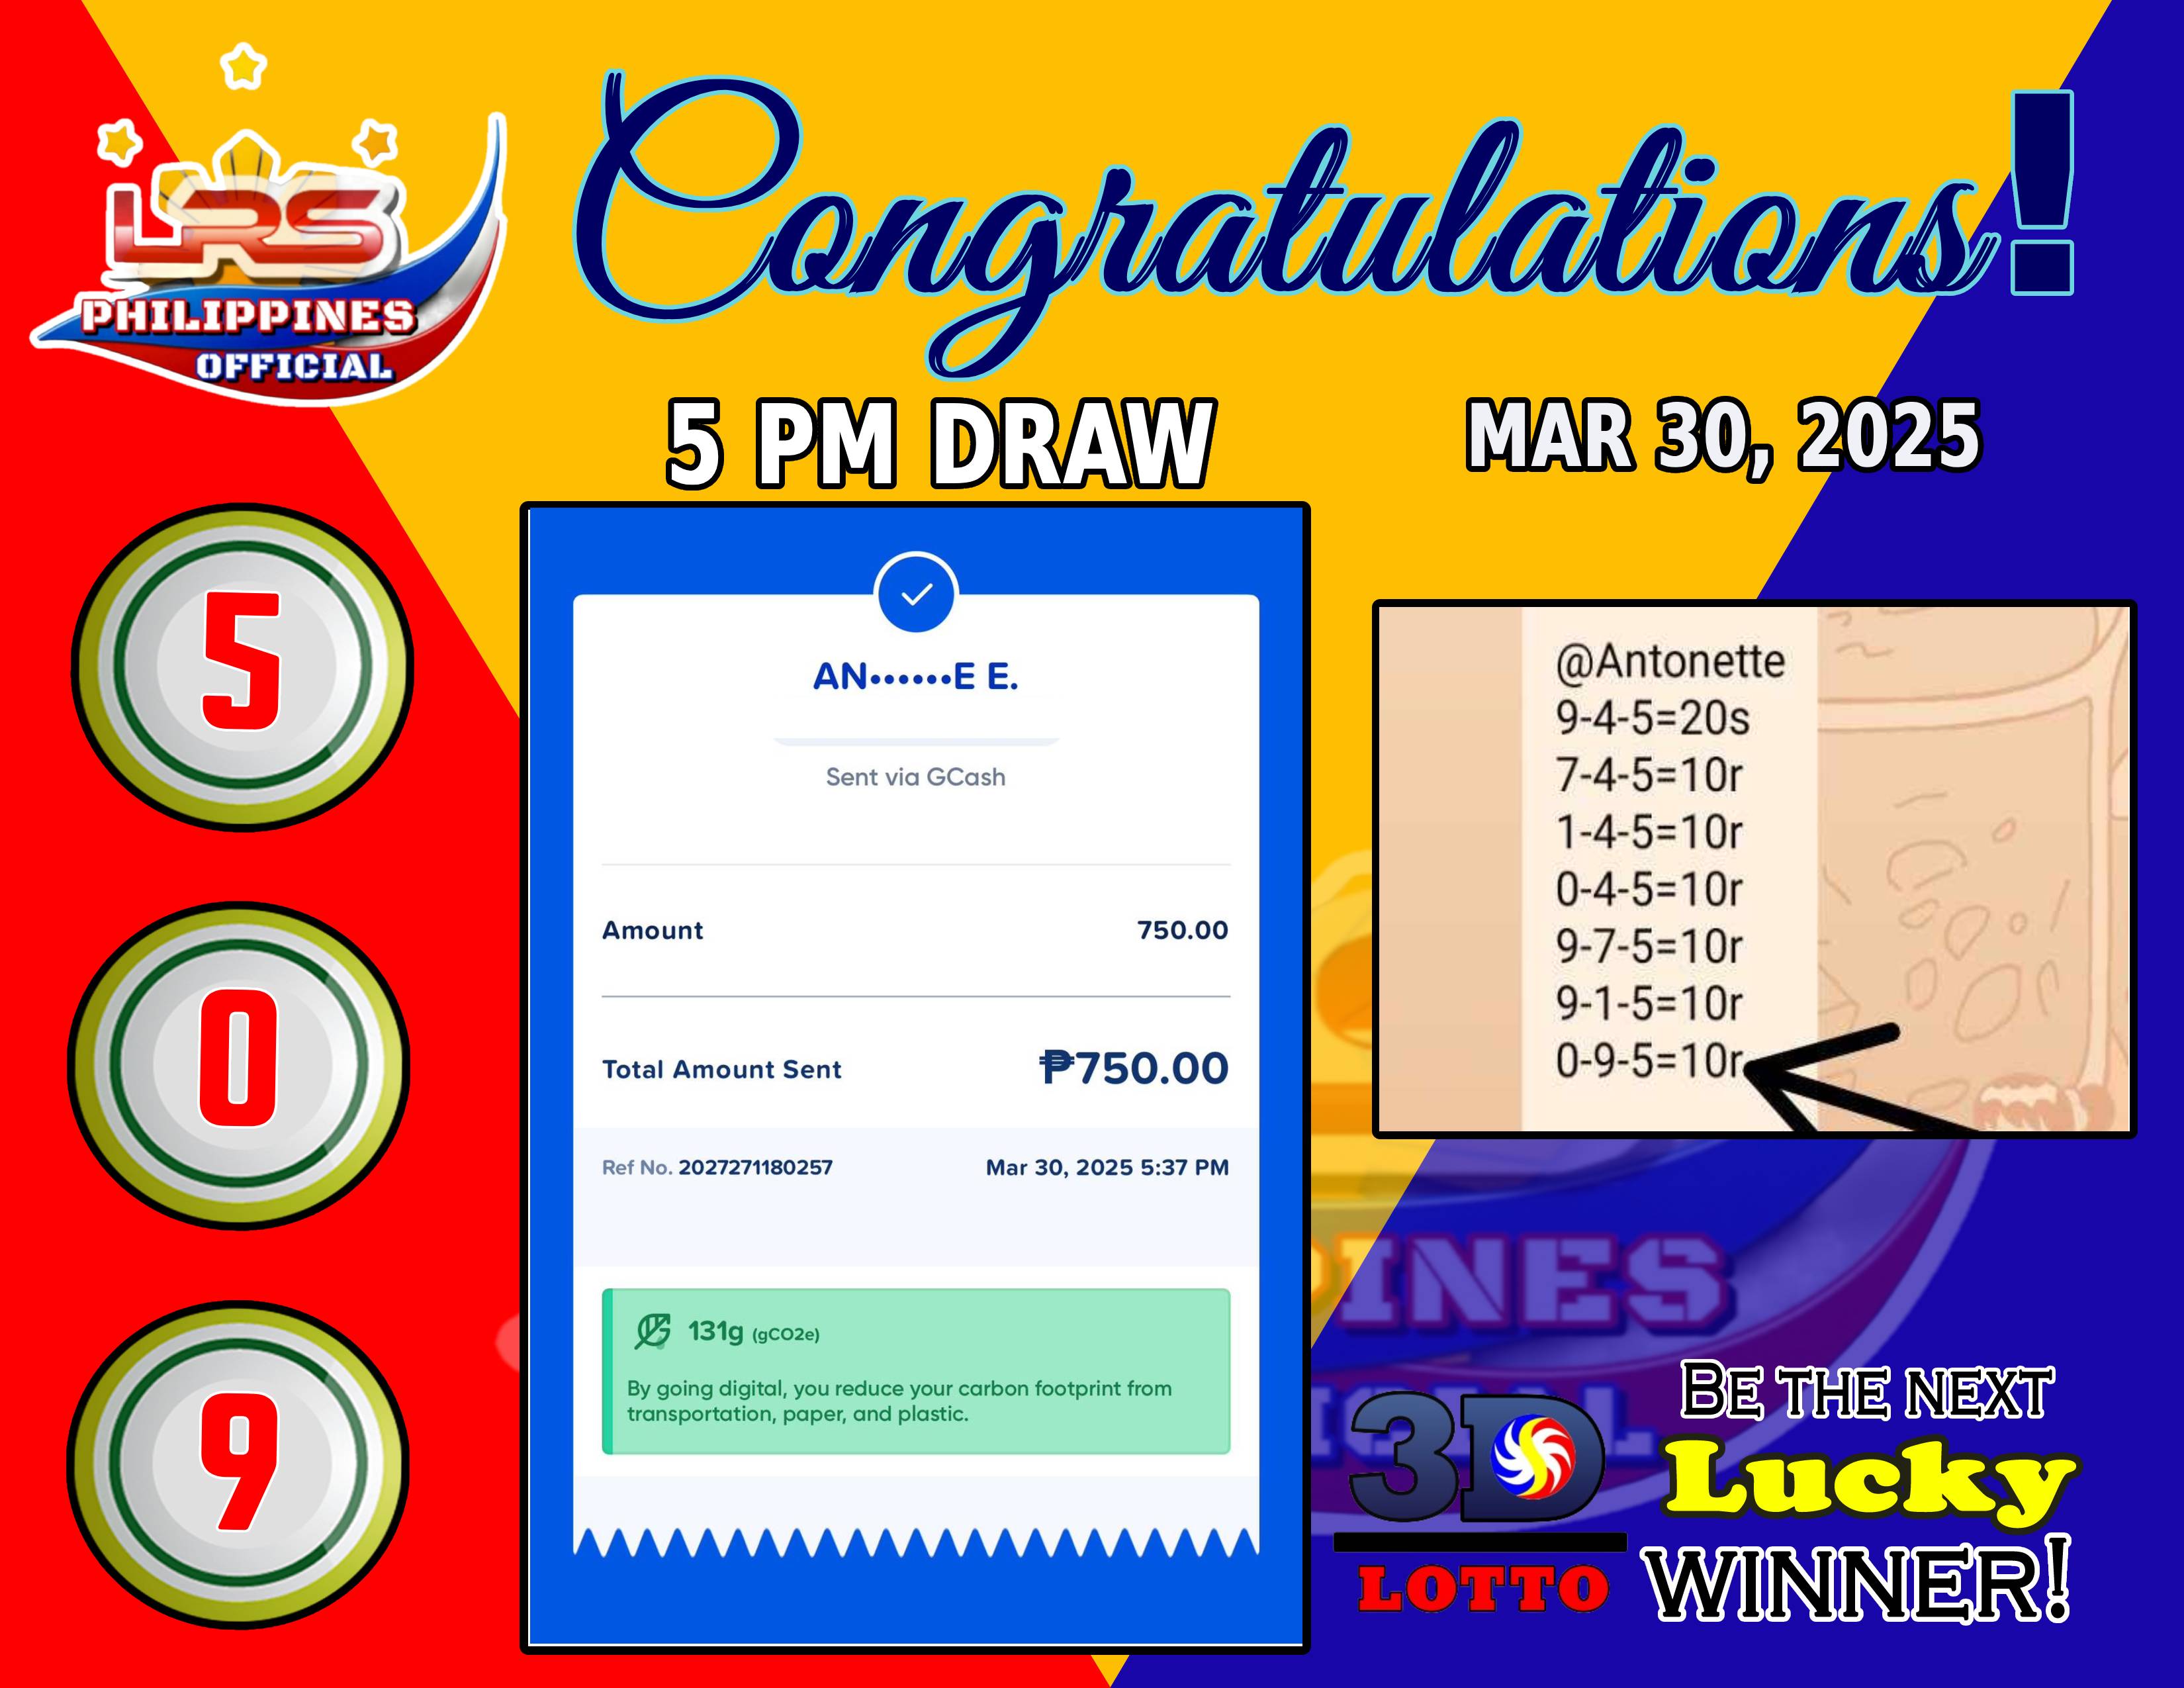 LRS
PHILIPPINES
OFFICIAL
Congratulations!
5 PM DRAW
MAR 30, 2025
5
0
9
AN••••••E E.
Sent via GCash
Amount 750.00
Total Amount Sent ₱750.00
Ref No. 2027271180257 Mar 30, 2025 5:37 PM
131g (gCO2e)
By going digital, you reduce your carbon footprint from
transportation, paper, and plastic.
@Antonette
9-4-5=20s
7-4-5=10r
1-4-5=10r
0-4-5=10r
9-7-5=10r
9-1-5=10r
0-9-5=10r
PINES
ICIAL
3D
LOTTO
BE THE NEXT
Lucky
WINNER!